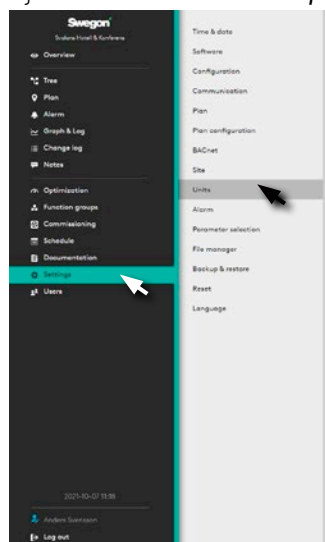 Swegon
Scalara Hotell & Konferens
Overview
Tree
Plan
Alarm
Graph & Log
Change log
Notes
Optimization
Function groups
Commissioning
Schedule
Documentation
Settings
Users
2021-10-07 11:38
Anders Svensson
Log out
Time & date
Software
Configuration
Communication
Plan
Plan configuration
BACnet
Site
Units
Alarm
Parameter selection
File manager
Backup & restore
Reset
Language